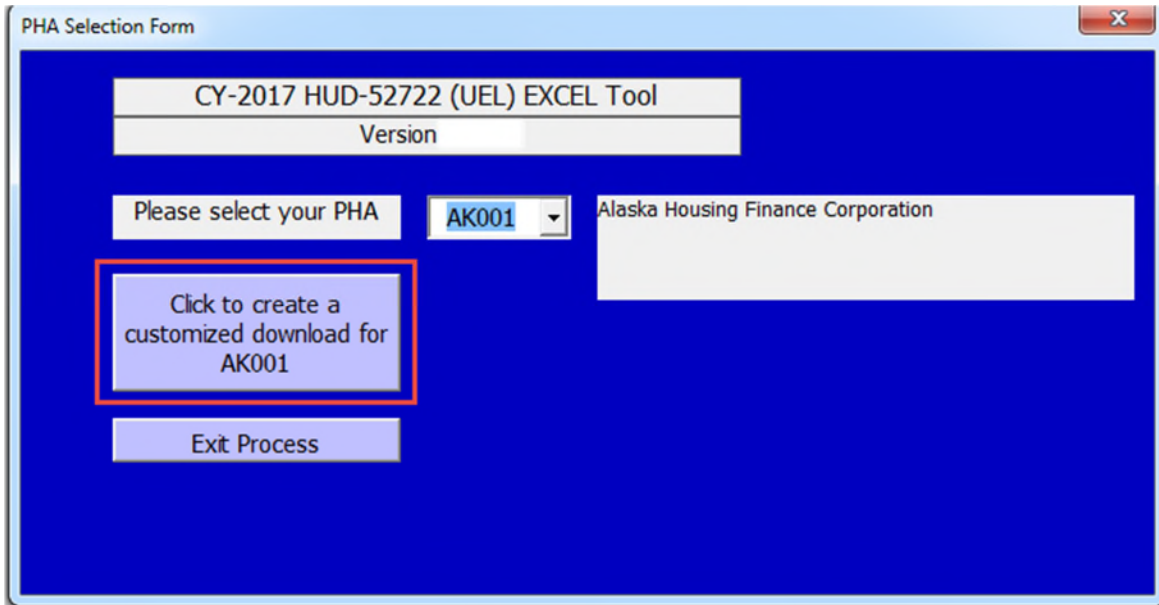 PHA Selection Form
CY-2017 HUD-52722 (UEL) EXCEL Tool
Version
Please select your PHA
AK001
Alaska Housing Finance Corporation
Click to create a
customized download for
AK001
Exit Process